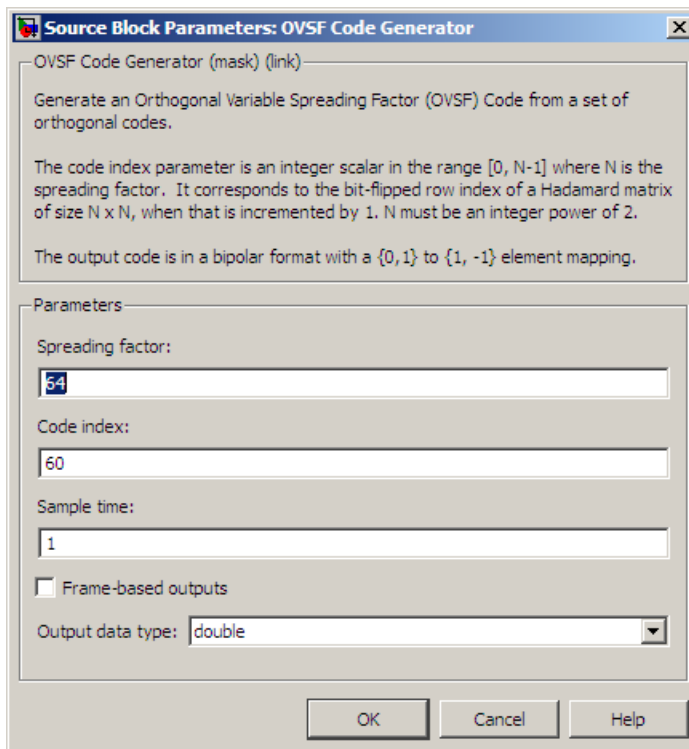 Source Block Parameters: OVSF Code Generator
OVSF Code Generator (mask) (link)
Generate an Orthogonal Variable Spreading Factor (OVSF) Code from a set of
orthogonal codes.
The code index parameter is an integer scalar in the range [0, N-1] where N is the
spreading factor.  It corresponds to the bit-flipped row index of a Hadamard matrix
of size N x N, when that is incremented by 1. N must be an integer power of 2.
The output code is in a bipolar format with a {0,1} to {1, -1} element mapping.
Parameters
Spreading factor:
64
Code index:
60
Sample time:
1
Frame-based outputs
Output data type: double
OK Cancel Help